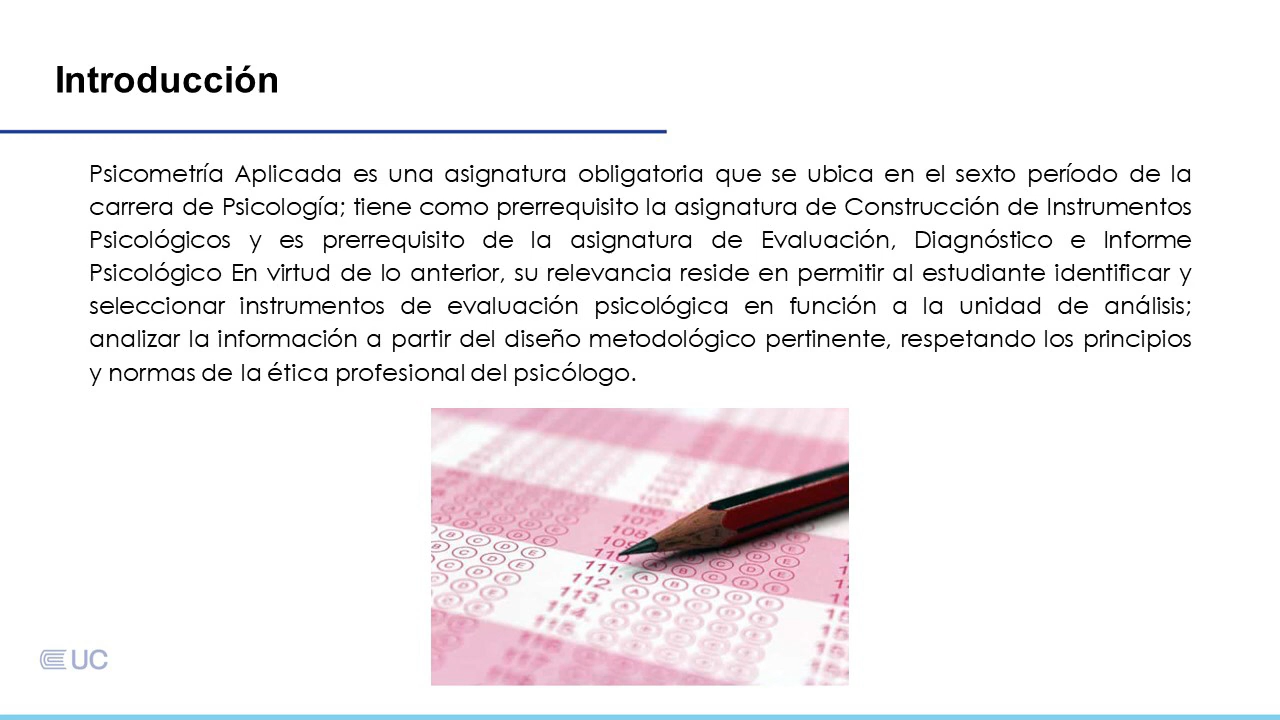 Introducción
Psicometría Aplicada es una asignatura obligatoria que se ubica en el sexto período de la
carrera de Psicología; tiene como prerrequisito la asignatura de Construcción de Instrumentos
Psicológicos y es prerrequisito de la asignatura de Evaluación, Diagnóstico e Informe
Psicológico En virtud de lo anterior, su relevancia reside en permitir al estudiante identificar y
seleccionar instrumentos de evaluación psicológica en función a la unidad de análisis;
analizar la información a partir del diseño metodológico pertinente, respetando los principios
y normas de la ética profesional del psicólogo.
106
107
108
109
110
111. A B C D E
112.
113.
114.
115.
UC